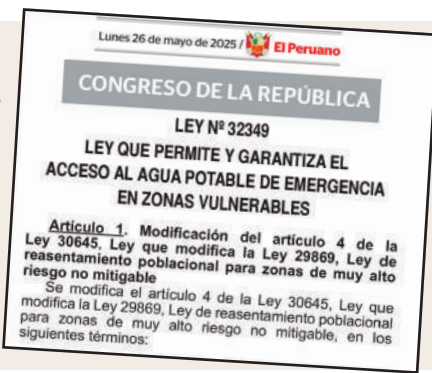 Lunes 26 de mayo de 2025 / El Peruano
CONGRESO DE LA REPÚBLICA
LEY Nº 32349
LEY QUE PERMITE Y GARANTIZA EL
ACCESO AL AGUA POTABLE DE EMERGENCIA
EN ZONAS VULNERABLES
Artículo 1. Modificación del artículo 4 de la
Ley 30645, Ley que modifica la Ley 29869, Ley de
reasentamiento poblacional para zonas de muy alto
riesgo no mitigable
Se modifica el artículo 4 de la Ley 30645, Ley que
modifica la Ley 29869, Ley de reasentamiento poblacional
para zonas de muy alto riesgo no mitigable, en los
siguientes términos: